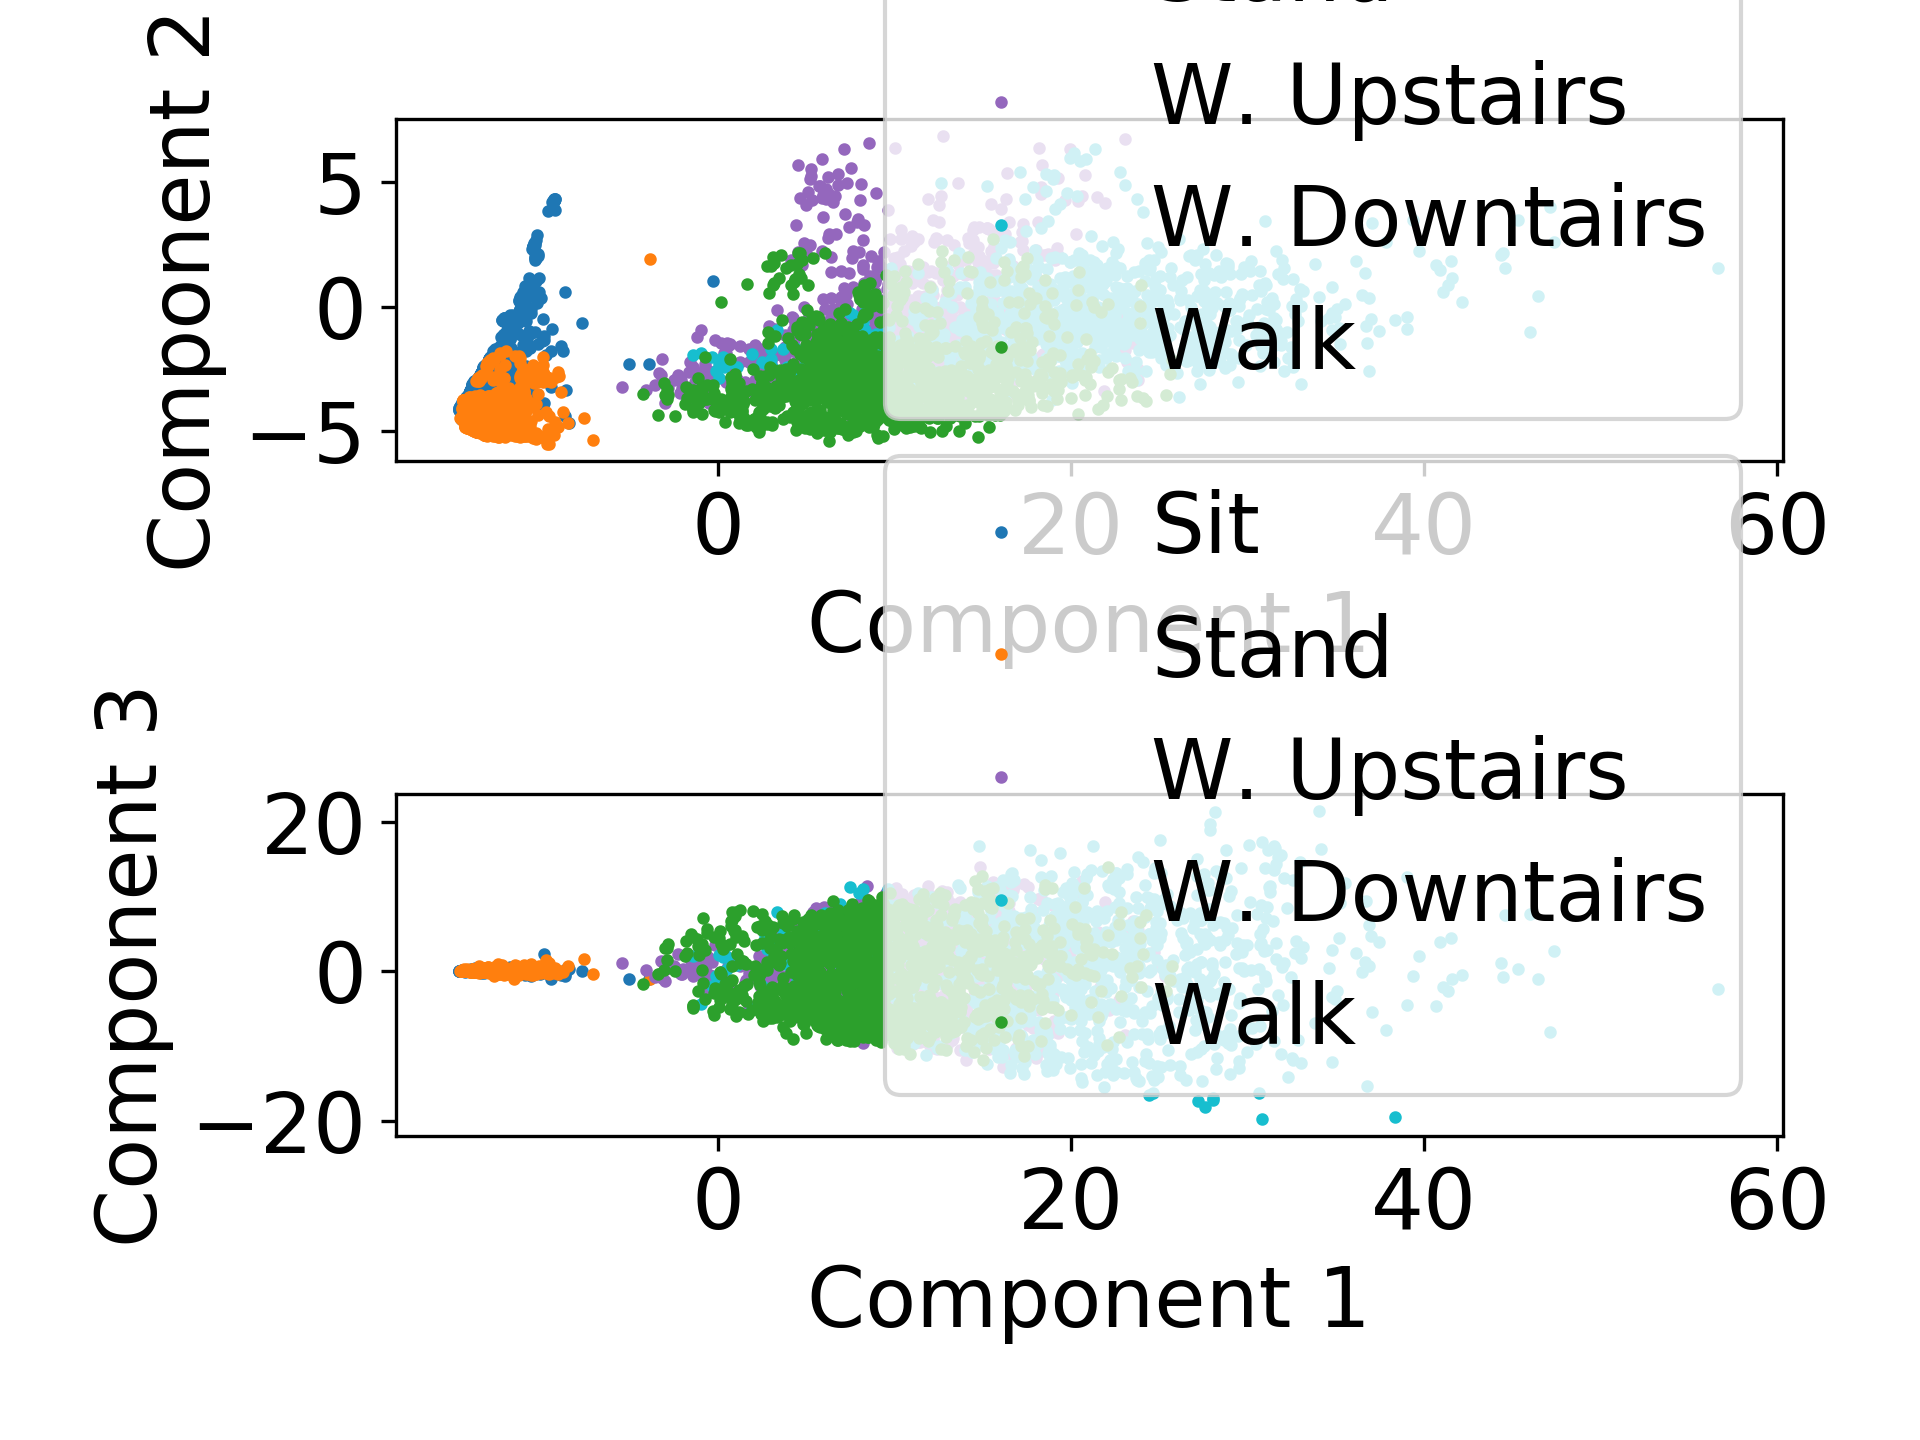 Stand
W. Upstairs
W. Downtairs
Walk
Component 2
5
0
−5
0 20 40 60
Component 1
Sit
Stand
W. Upstairs
W. Downtairs
Walk
Component 3
20
0
−20
0 20 40 60
Component 1